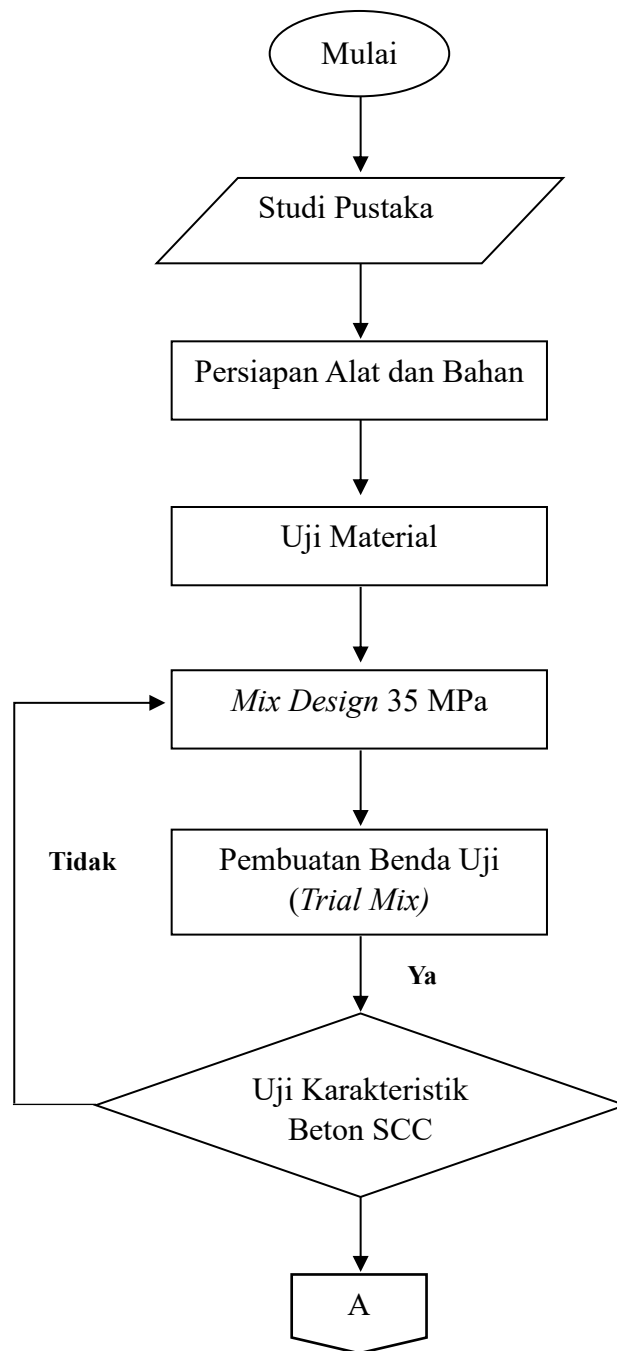 Mulai
Studi Pustaka
Persiapan Alat dan Bahan
Uji Material
Mix Design 35 MPa
Tidak
Pembuatan Benda Uji
(Trial Mix)
Ya
Uji Karakteristik
Beton SCC
A